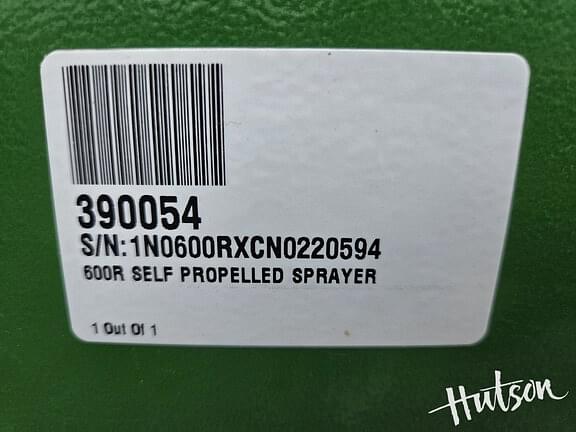 390054
S/N:1N0600RXCN0220594
600R SELF PROPELLED SPRAYER
1 Out Of 1
Hutson